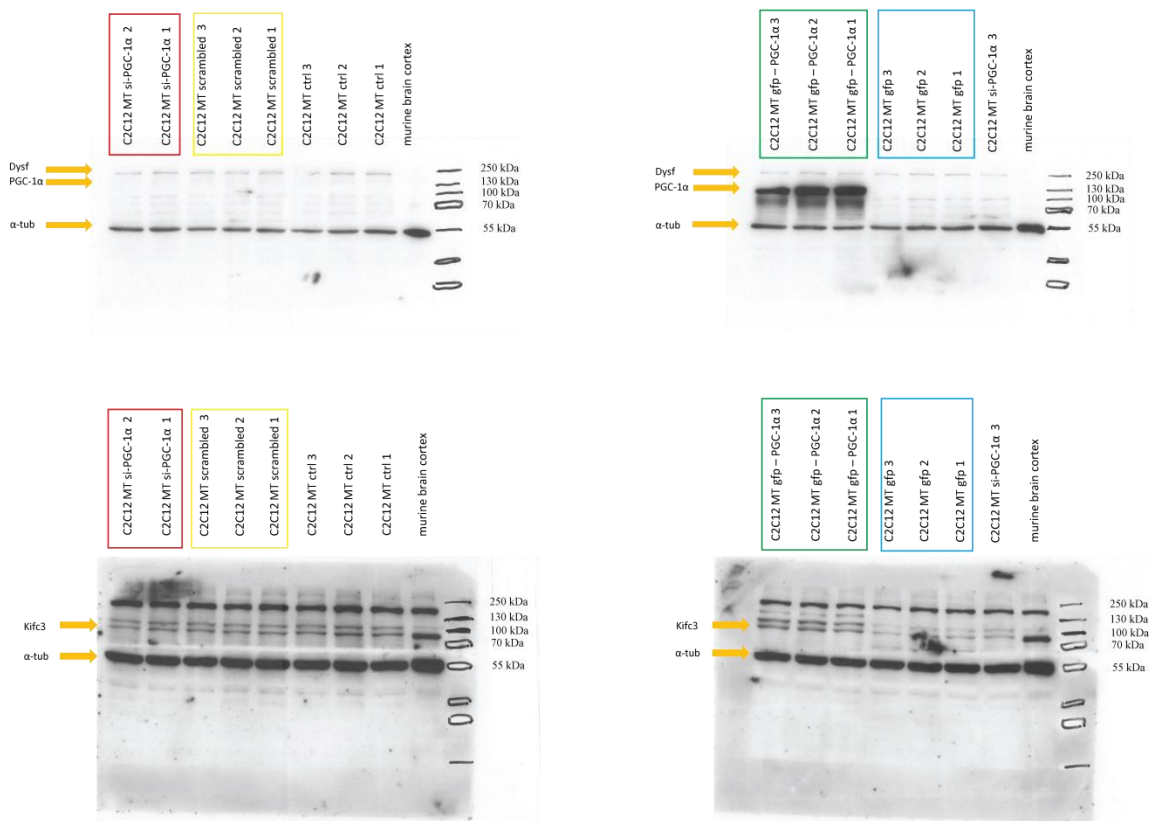 C2C12 MT si-PGC-1α 2
C2C12 MT si-PGC-1α 1
C2C12 MT scrambled 3
C2C12 MT scrambled 2
C2C12 MT scrambled 1
C2C12 MT ctrl 3
C2C12 MT ctrl 2
C2C12 MT ctrl 1
murine brain cortex
Dysf
PGC-1α
α-tub
250 kDa
130 kDa
100 kDa
70 kDa
55 kDa
C2C12 MT gfp – PGC-1α 3
C2C12 MT gfp – PGC-1α 2
C2C12 MT gfp – PGC-1α 1
C2C12 MT gfp 3
C2C12 MT gfp 2
C2C12 MT gfp 1
C2C12 MT si-PGC-1α 3
murine brain cortex
Dysf
PGC-1α
α-tub
250 kDa
130 kDa
100 kDa
70 kDa
55 kDa
C2C12 MT si-PGC-1α 2
C2C12 MT si-PGC-1α 1
C2C12 MT scrambled 3
C2C12 MT scrambled 2
C2C12 MT scrambled 1
C2C12 MT ctrl 3
C2C12 MT ctrl 2
C2C12 MT ctrl 1
murine brain cortex
Kifc3
α-tub
250 kDa
130 kDa
100 kDa
70 kDa
55 kDa
C2C12 MT gfp – PGC-1α 3
C2C12 MT gfp – PGC-1α 2
C2C12 MT gfp – PGC-1α 1
C2C12 MT gfp 3
C2C12 MT gfp 2
C2C12 MT gfp 1
C2C12 MT si-PGC-1α 3
murine brain cortex
Kifc3
α-tub
250 kDa
130 kDa
100 kDa
70 kDa
55 kDa